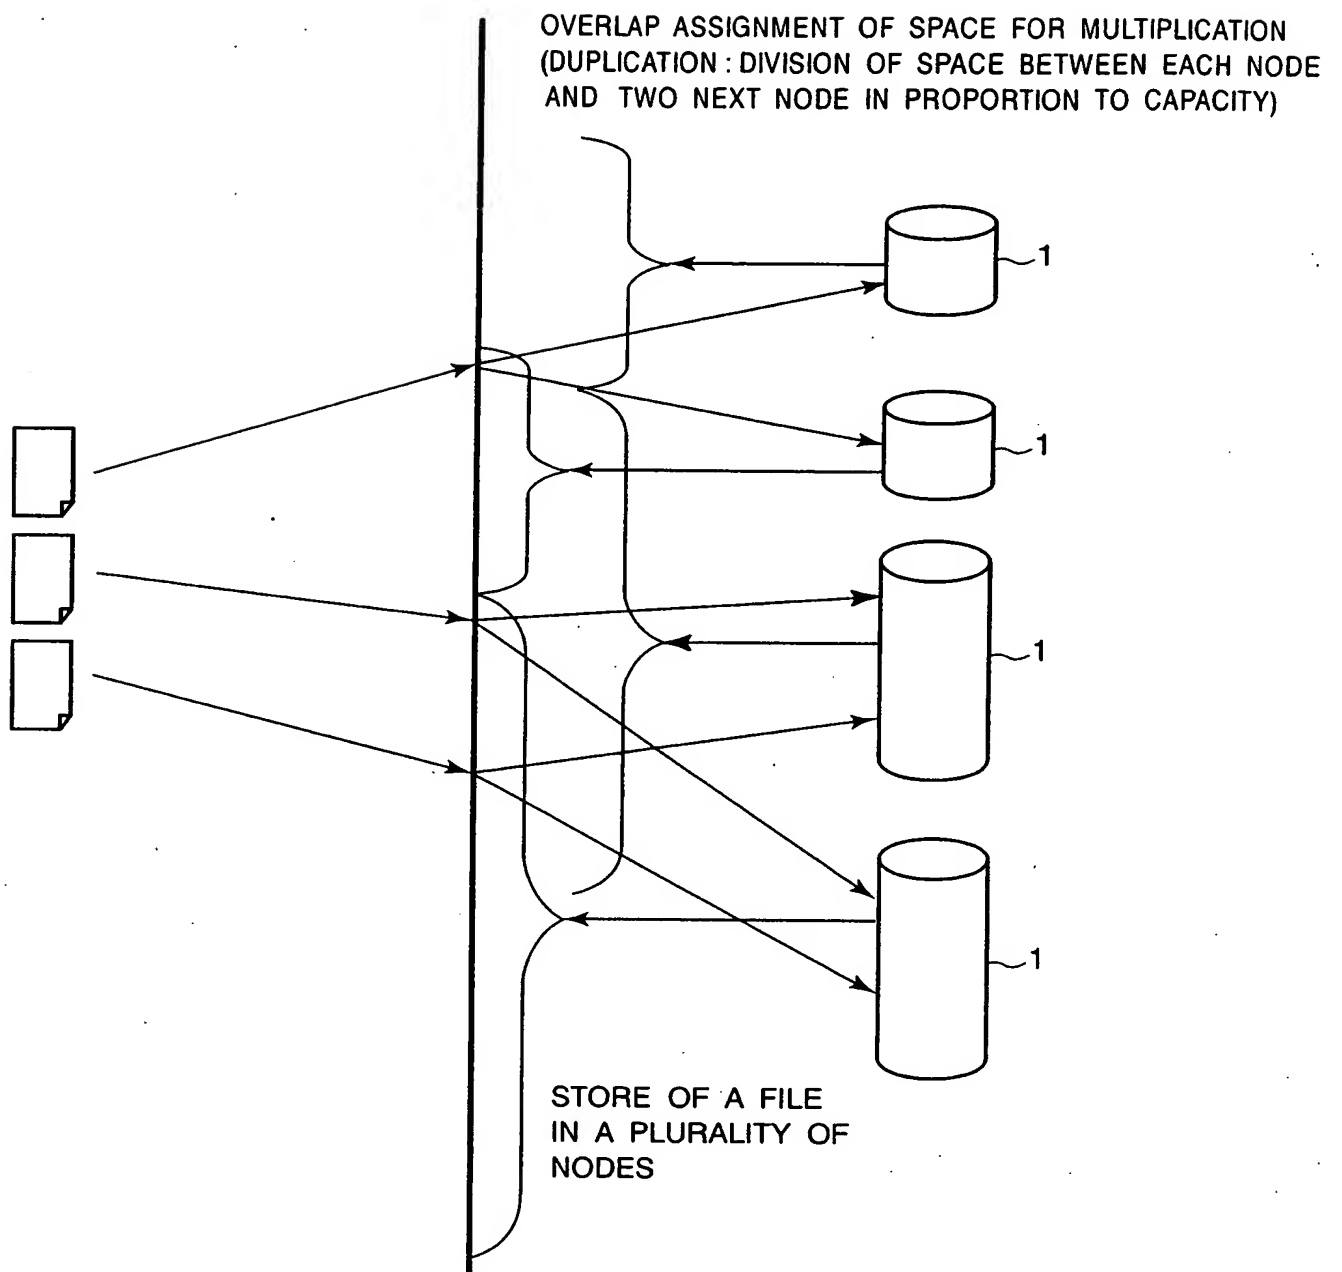 OVERLAP ASSIGNMENT OF SPACE FOR MULTIPLICATION
(DUPLICATION : DIVISION OF SPACE BETWEEN EACH NODE
AND TWO NEXT NODE IN PROPORTION TO CAPACITY)
1
1
1
1
STORE OF A FILE
IN A PLURALITY OF
NODES